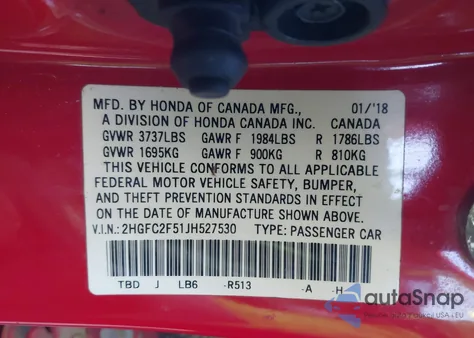 MFD. BY HONDA OF CANADA MFG., 01/'18
A DIVISION OF HONDA CANADA INC. CANADA
GVWR 3737LBS GAWR F 1984LBS R 1786LBS
GVWR 1695KG GAWR F 900KG R 810KG
THIS VEHICLE CONFORMS TO ALL APPLICABLE
FEDERAL MOTOR VEHICLE SAFETY, BUMPER,
AND THEFT PREVENTION STANDARDS IN EFFECT
ON THE DATE OF MANUFACTURE SHOWN ABOVE.
V.I.N.: 2HGFC2F51JH527530 TYPE: PASSENGER CAR
TBD J LB6 -R513 -A -H
autoSnap